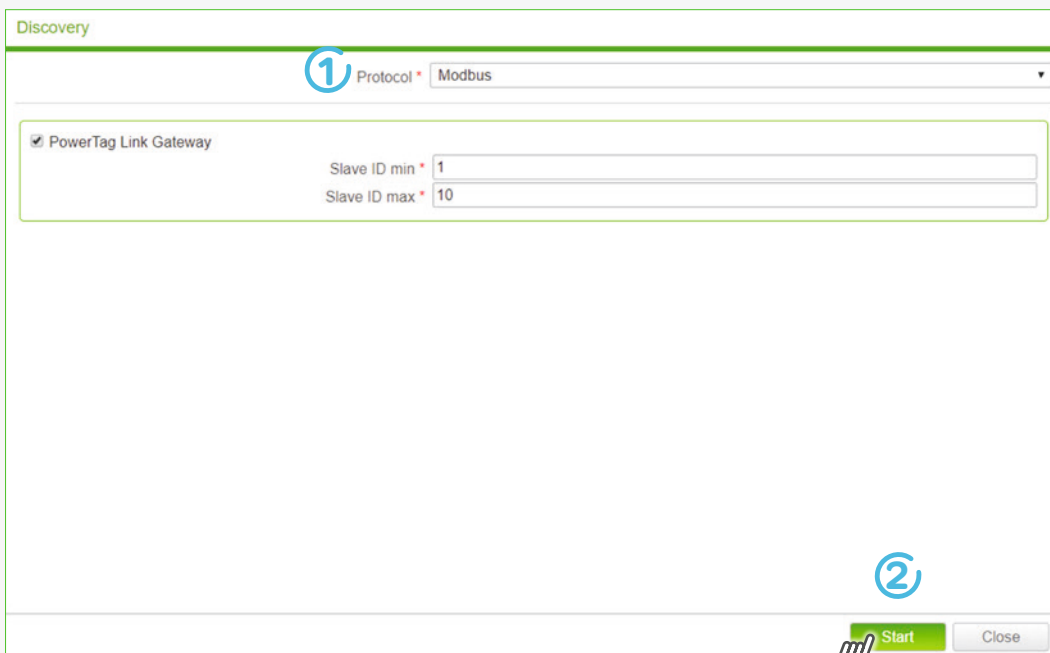 Discovery
1 Protocol * Modbus
PowerTag Link Gateway
Slave ID min * 1
Slave ID max * 10
2
Start Close